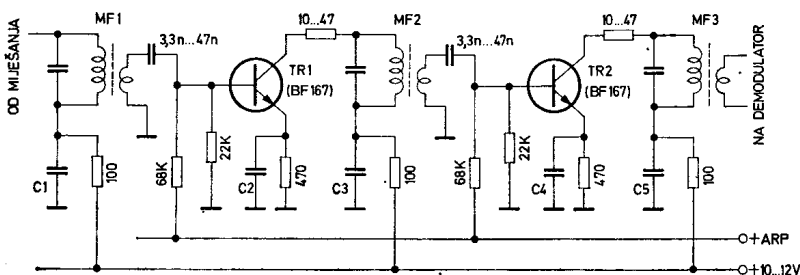 MF1
10...47
MF2
10...47
MF3
3,3n...47n
3,3n...47n
OD MIJEŠANJA
TR1
(BF167)
TR2
(BF167)
NA DEMODULATOR
C1
100
68K
22K
C2
470
C3
100
68K
22K
C4
470
C5
100
+ARP
+10...12V